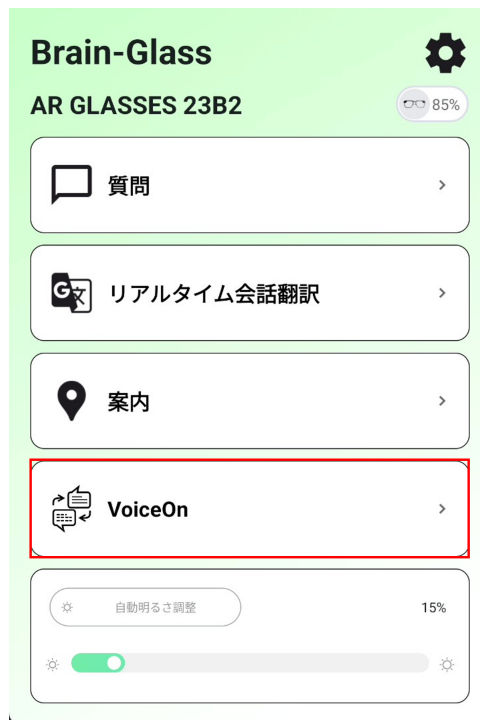 Brain-Glass
AR GLASSES 23B2
85%
質問
リアルタイム会話翻訳
案内
VoiceOn
自動明るさ調整
15%